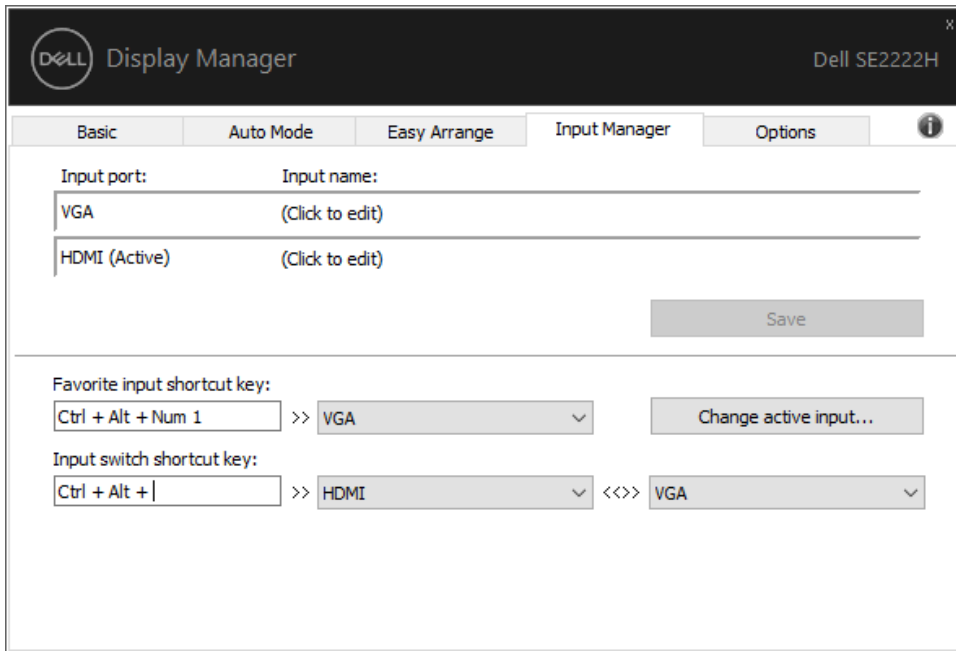 x
DELL Display Manager Dell SE2222H
Basic Auto Mode Easy Arrange Input Manager Options i
Input port: Input name:
VGA (Click to edit)
HDMI (Active) (Click to edit)
Save
Favorite input shortcut key:
Ctrl + Alt + Num 1 >> VGA Change active input...
Input switch shortcut key:
Ctrl + Alt + >> HDMI <<>> VGA